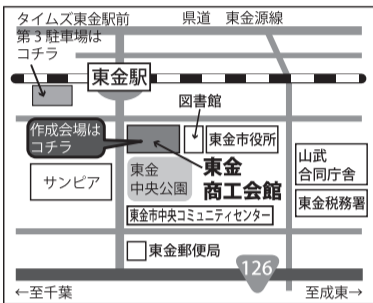 タイムズ東金駅前
第3駐車場は
コチラ
県道 東金源線
東金駅
図書館
作成会場は
コチラ
東金市役所
東金
商工会館
東金
中央公園
サンピア
山武
合同庁舎
東金税務署
東金市中央コミュニティセンター
東金郵便局
126
←至千葉
至成東→